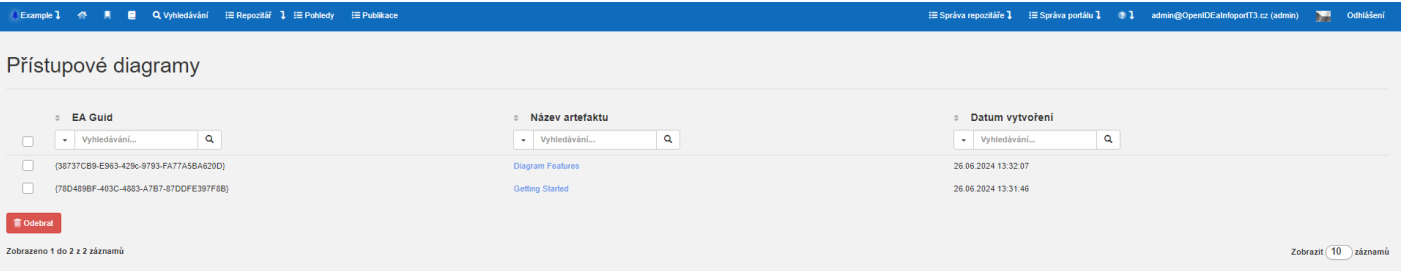 Example Vyhledávání Repozitář Pohledy Publikace Správa repozitáře Správa portálu admin@OpenIDEaInfoportT3.cz (admin) Odhlášení
Přístupové diagramy
EA Guid Název artefaktu Datum vytvoření
Vyhledávání... Vyhledávání... Vyhledávání...
{38737CB9-E963-429c-9793-FA77A5BA620D} Diagram Features 26.06.2024 13:32:07
{78D489BF-403C-4883-A7B7-87DDFE397F8B} Getting Started 26.06.2024 13:31:46
Odebrat
Zobrazeno 1 do 2 z 2 záznamů Zobrazit 10 záznamů